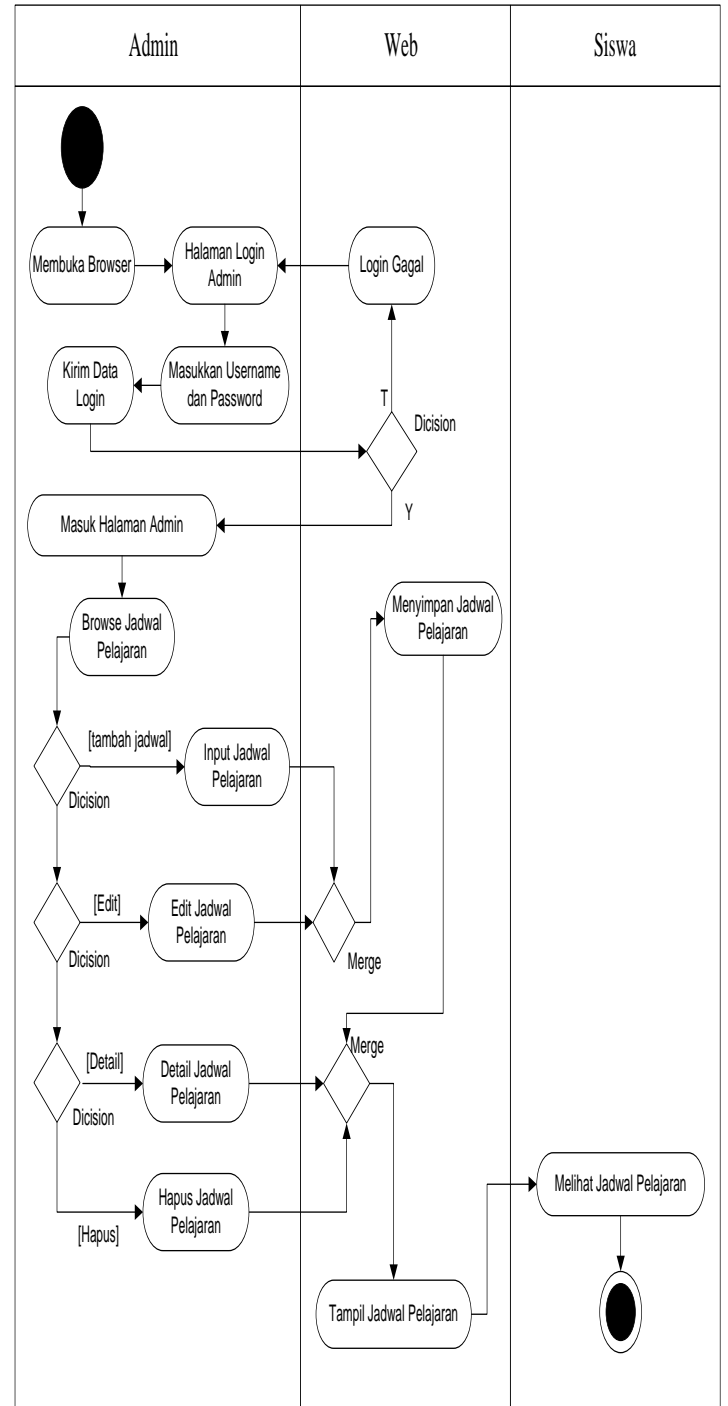 Admin
Web
Siswa
Membuka Browser
Halaman Login
Admin
Login Gagal
Kirim Data
Login
Masukkan Username
dan Password
T
Dicision
Y
Masuk Halaman Admin
Browse Jadwal
Pelajaran
Menyimpan Jadwal
Pelajaran
[tambah jadwal]
Input Jadwal
Pelajaran
Dicision
[Edit]
Edit Jadwal
Pelajaran
Dicision
Merge
Merge
[Detail]
Detail Jadwal
Pelajaran
Dicision
Hapus Jadwal
Pelajaran
[Hapus]
Melihat Jadwal Pelajaran
Tampil Jadwal Pelajaran